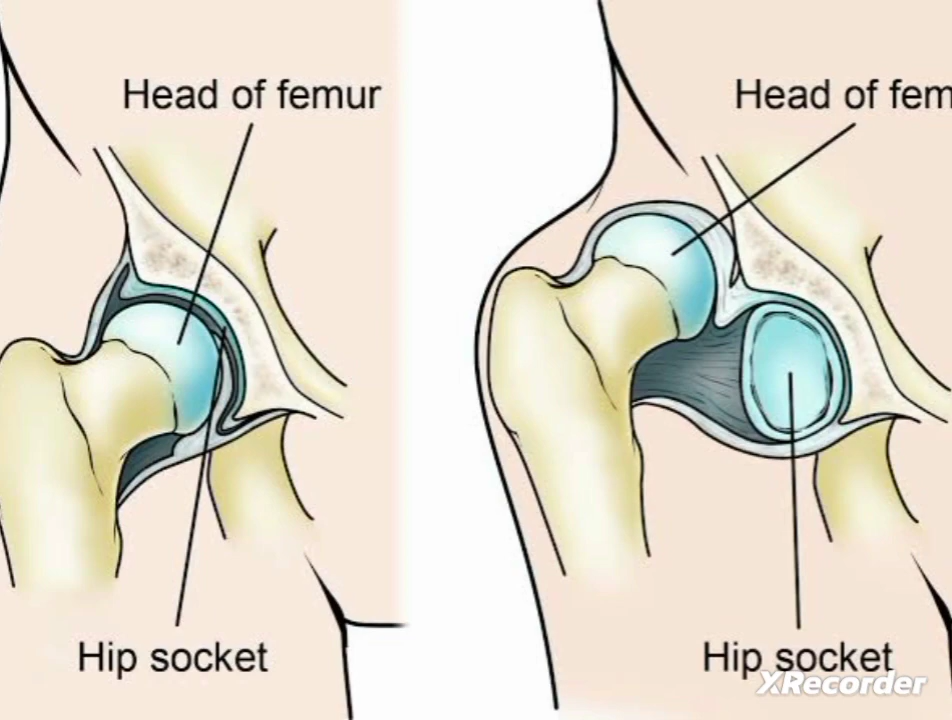 Head of femur
Head of fem
Hip socket
Hip socket
XRecorder